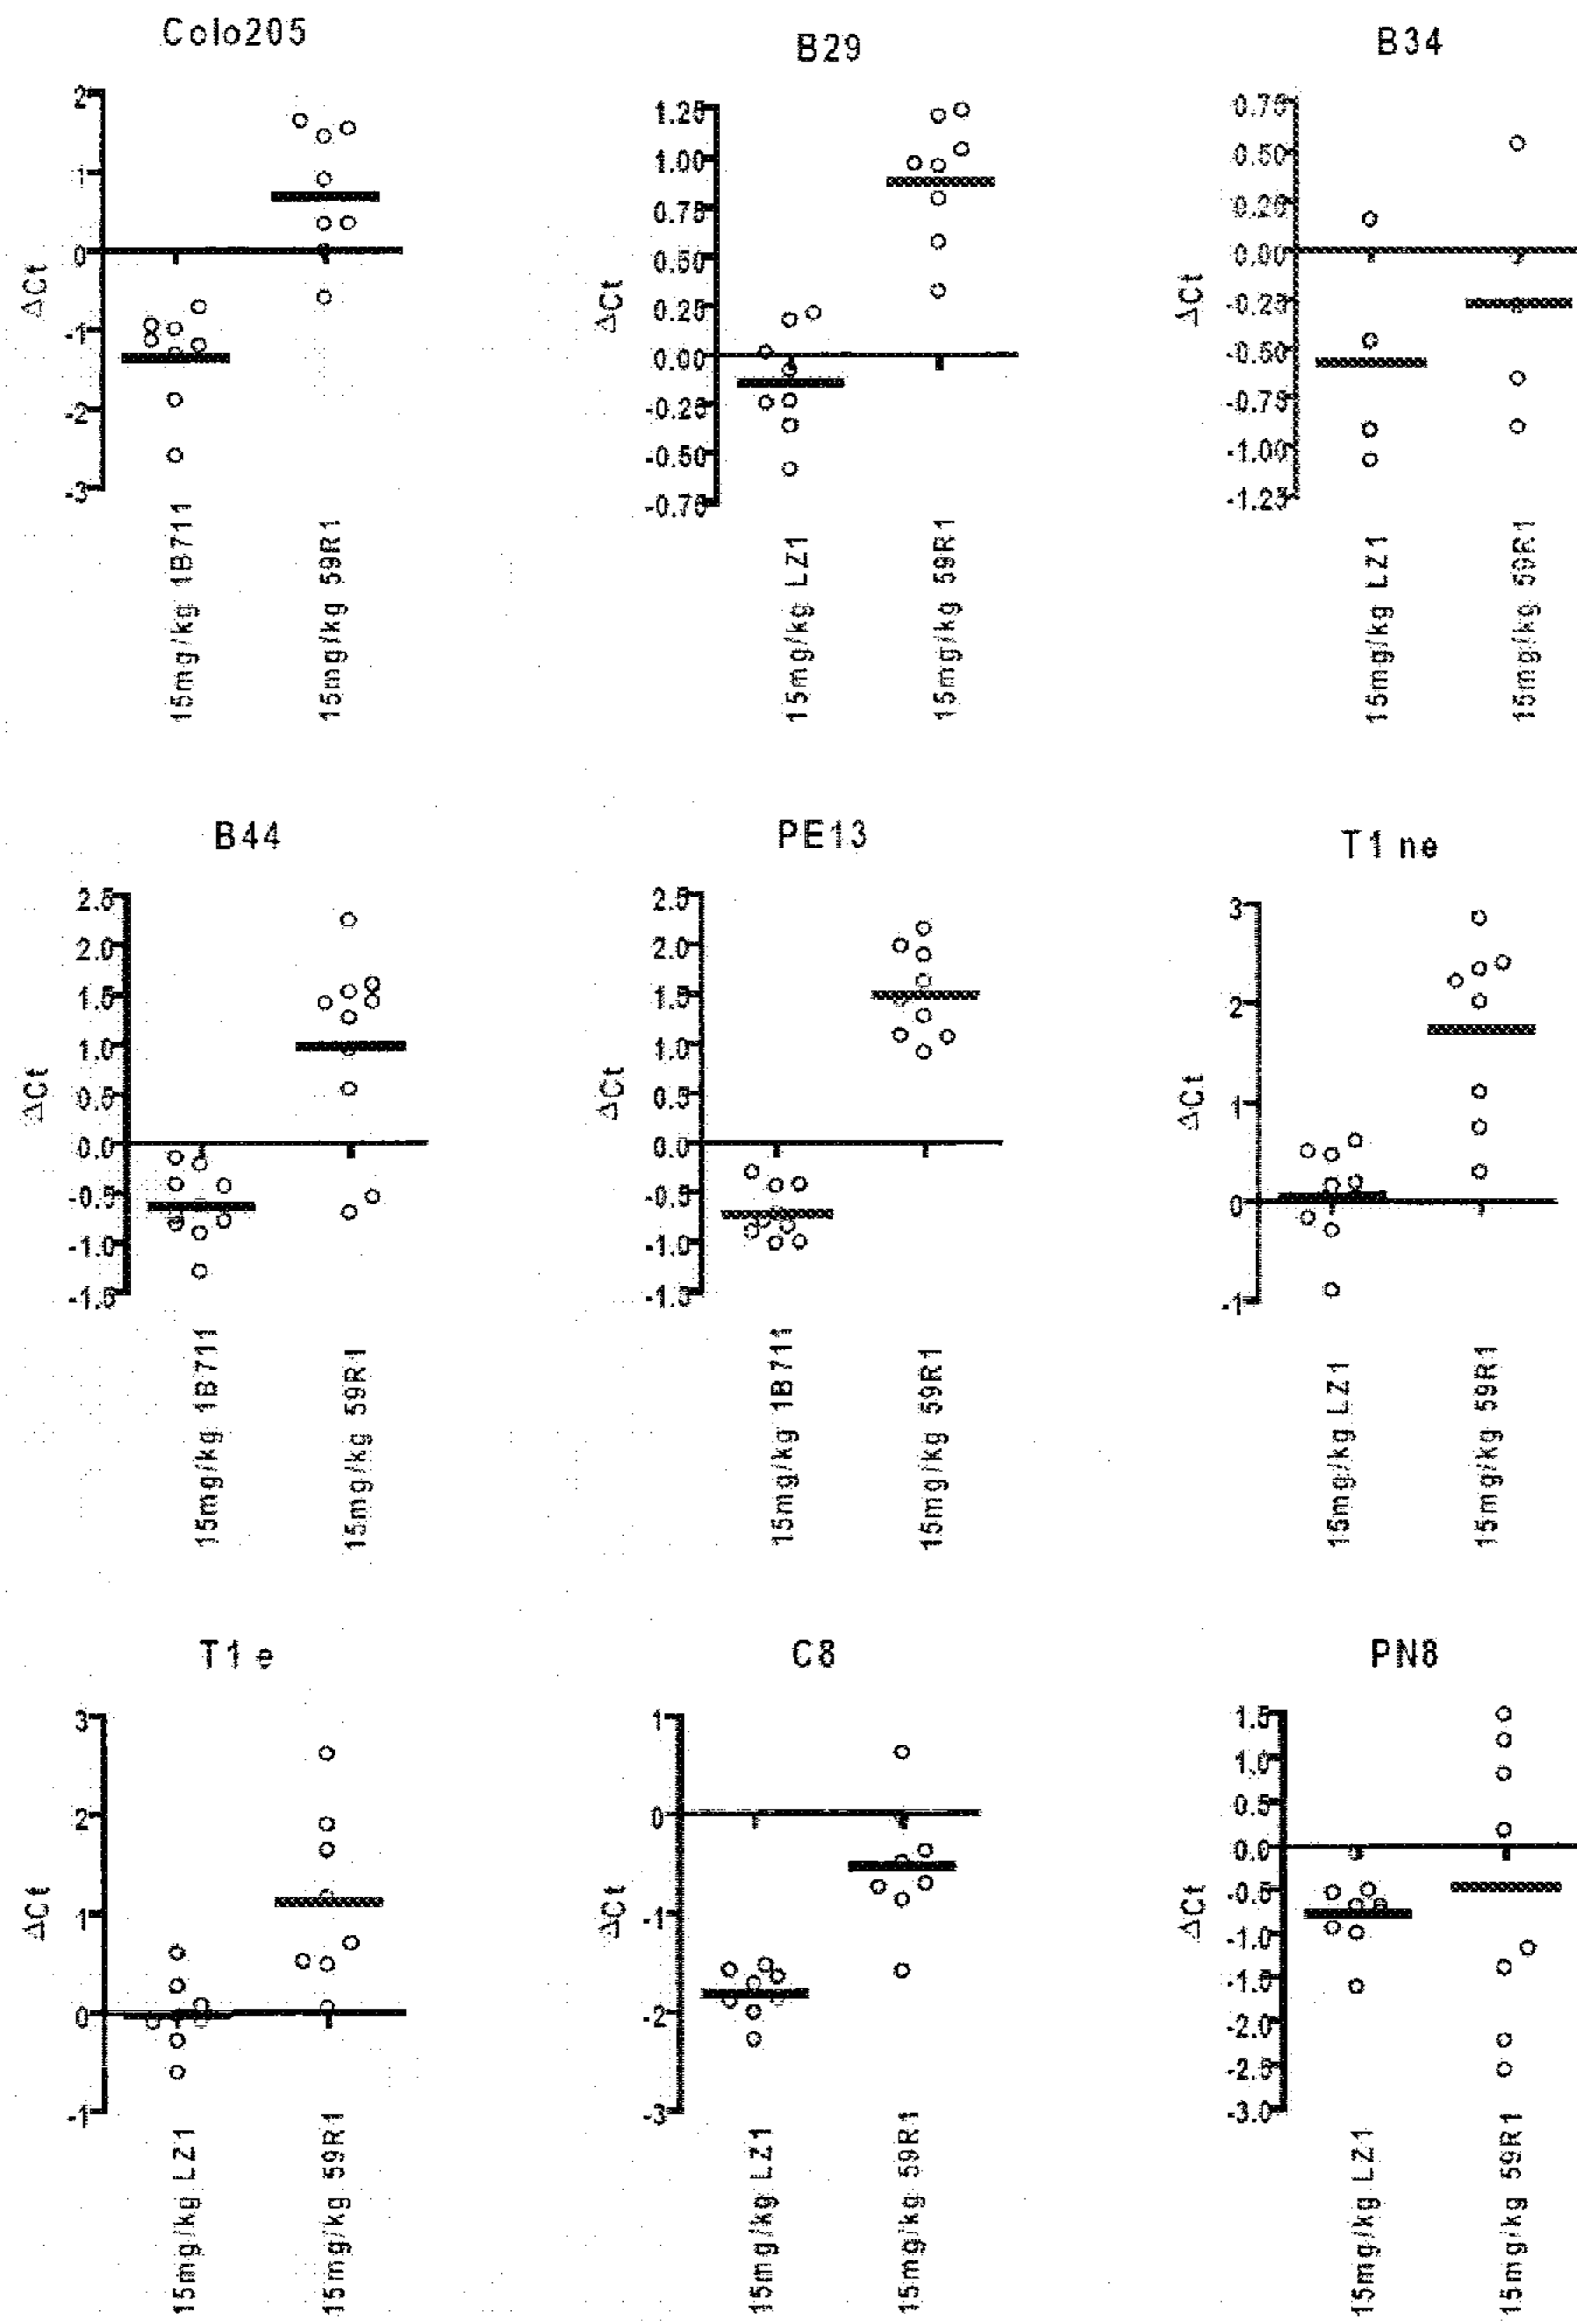 Colo205
ΔCt
2
1
0
-1
-2
-3
15mg/kg 1B711
15mg/kg 59R1
B29
ΔCt
1.25
1.00
0.75
0.50
0.25
0.00
-0.25
-0.50
-0.75
15mg/kg LZ1
15mg/kg 59R1
B34
ΔCt
0.75
0.50
0.25
0.00
-0.25
-0.50
-0.75
-1.00
-1.25
15mg/kg LZ1
15mg/kg 59R1
B44
ΔCt
2.5
2.0
1.5
1.0
0.5
0.0
-0.5
-1.0
-1.5
15mg/kg 1B711
15mg/kg 59R1
PE13
ΔCt
2.5
2.0
1.5
1.0
0.5
0.0
-0.5
-1.0
-1.5
15mg/kg 1B711
15mg/kg 59R1
T1 ne
ΔCt
3
2
1
0
-1
15mg/kg LZ1
15mg/kg 59R1
T1 e
ΔCt
3
2
1
0
-1
15mg/kg LZ1
15mg/kg 59R1
C8
ΔCt
1
0
-1
-2
-3
15mg/kg LZ1
15mg/kg 59R1
PN8
ΔCt
1.5
1.0
0.5
0.0
-0.5
-1.0
-1.5
-2.0
-2.5
-3.0
15mg/kg LZ1
15mg/kg 59R1